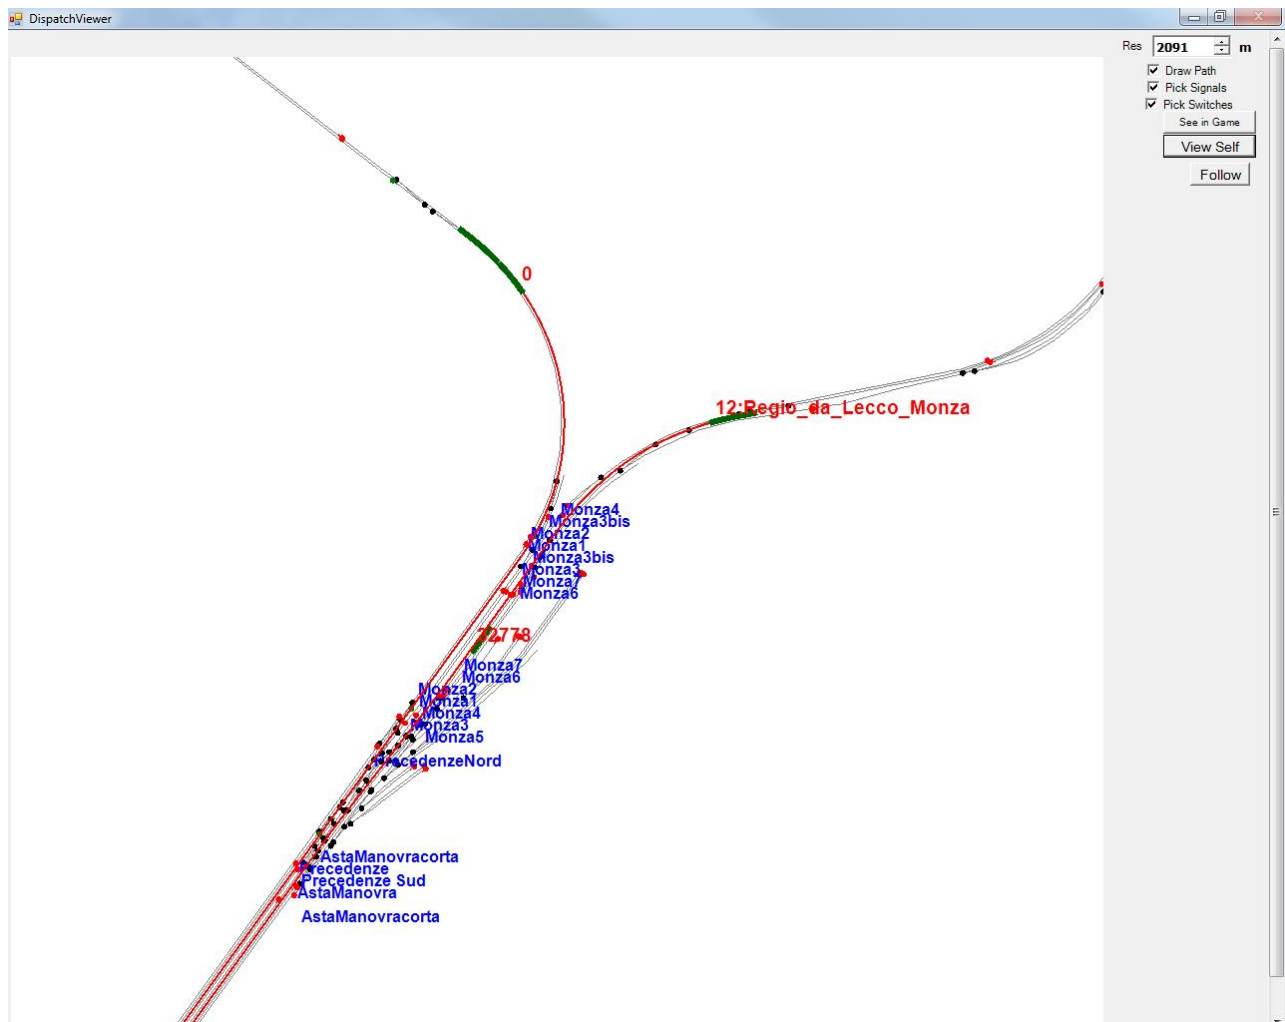 DispatchViewer
Res 2091 m
Draw Path
Pick Signals
Pick Switches
See in Game
View Self
Follow
0
12:Regio_da_Lecco_Monza
Monza4
Monza3bis
Monza2
Monza1
Monza3bis
Monza3
Monza7
Monza6
32778
Monza7
Monza6
Monza2
Monza1
Monza4
Monza3
Monza5
PrecedenzeNord
AstaManovracorta
Precedenze
Precedenze Sud
AstaManovra
AstaManovracorta